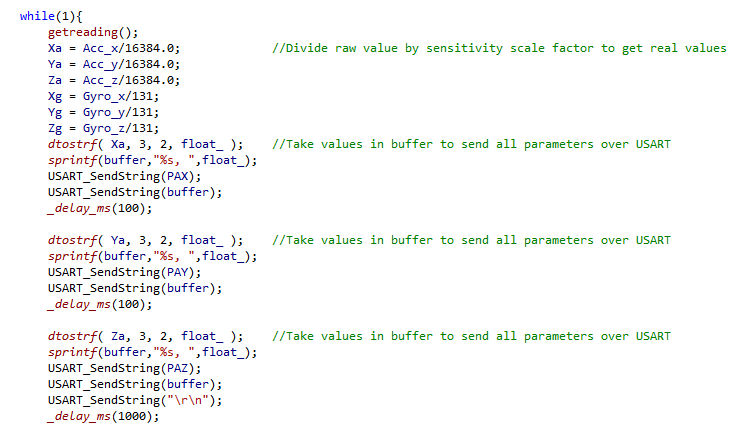 while(1){
getreading();
Xa = Acc_x/16384.0; //Divide raw value by sensitivity scale factor to get real values
Ya = Acc_y/16384.0;
Za = Acc_z/16384.0;
Xg = Gyro_x/131;
Yg = Gyro_y/131;
Zg = Gyro_z/131;
dtostrf( Xa, 3, 2, float_ ); //Take values in buffer to send all parameters over USART
sprintf(buffer,"%s, ",float_);
USART_SendString(PAX);
USART_SendString(buffer);
_delay_ms(100);
dtostrf( Ya, 3, 2, float_ ); //Take values in buffer to send all parameters over USART
sprintf(buffer,"%s, ",float_);
USART_SendString(PAY);
USART_SendString(buffer);
_delay_ms(100);
dtostrf( Za, 3, 2, float_ ); //Take values in buffer to send all parameters over USART
sprintf(buffer,"%s, ",float_);
USART_SendString(PAZ);
USART_SendString(buffer);
USART_SendString("\r\n");
_delay_ms(1000);